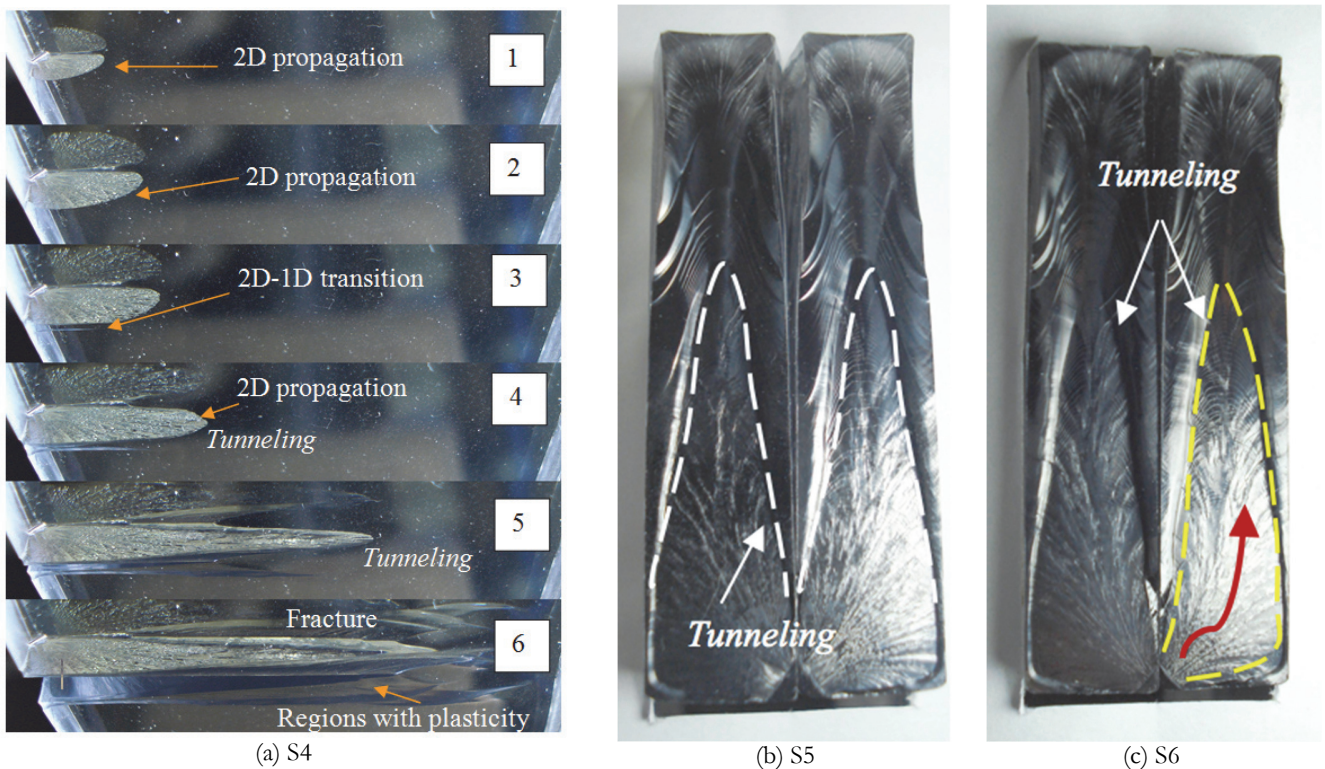 2D propagation
1
2D propagation
2
2D-1D transition
3
2D propagation
4
Tunneling
5
Tunneling
Fracture
6
Regions with plasticity
(a) S4
Tunneling
(b) S5
Tunneling
(c) S6